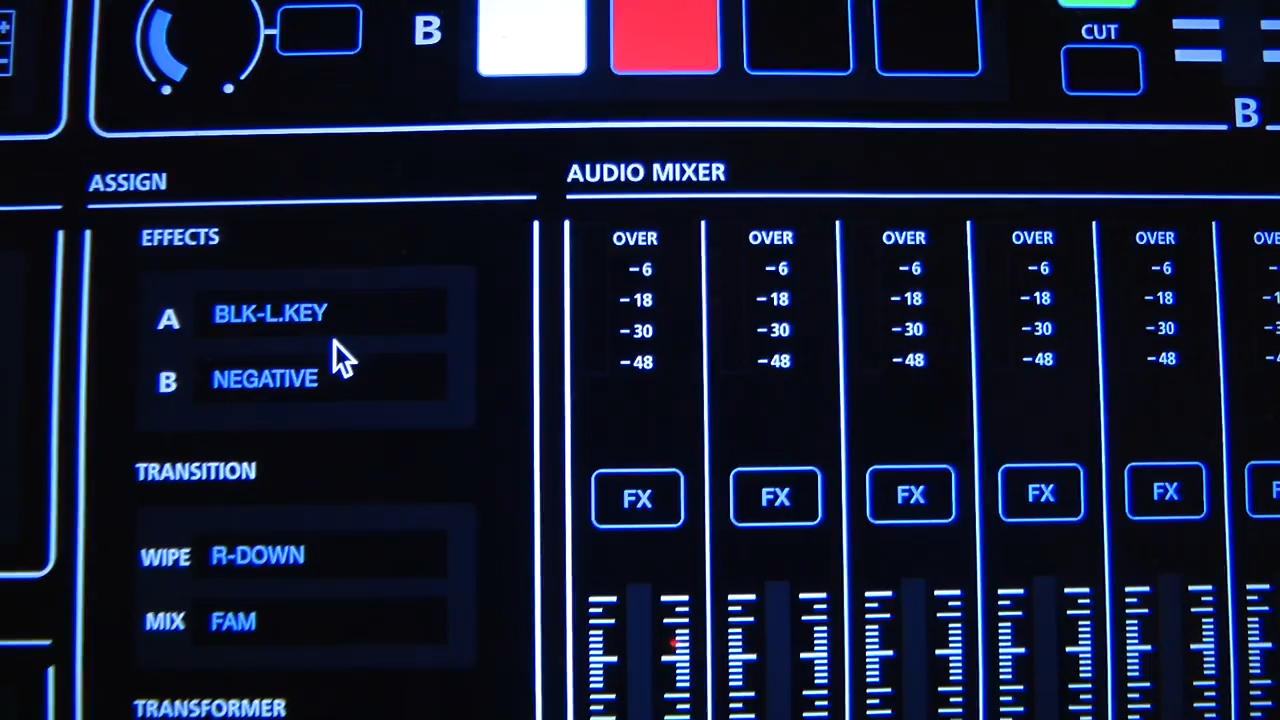 B
CUT
B
ASSIGN
AUDIO MIXER
EFFECTS
A BLK-L.KEY
B NEGATIVE
TRANSITION
WIPE R-DOWN
MIX FAM
TRANSFORMER
OVER OVER OVER OVER OVER
-6 -6 -6 -6 -6
-18 -18 -18 -18 -18
-30 -30 -30 -30 -30
-48 -48 -48 -48 -48
FX FX FX FX FX